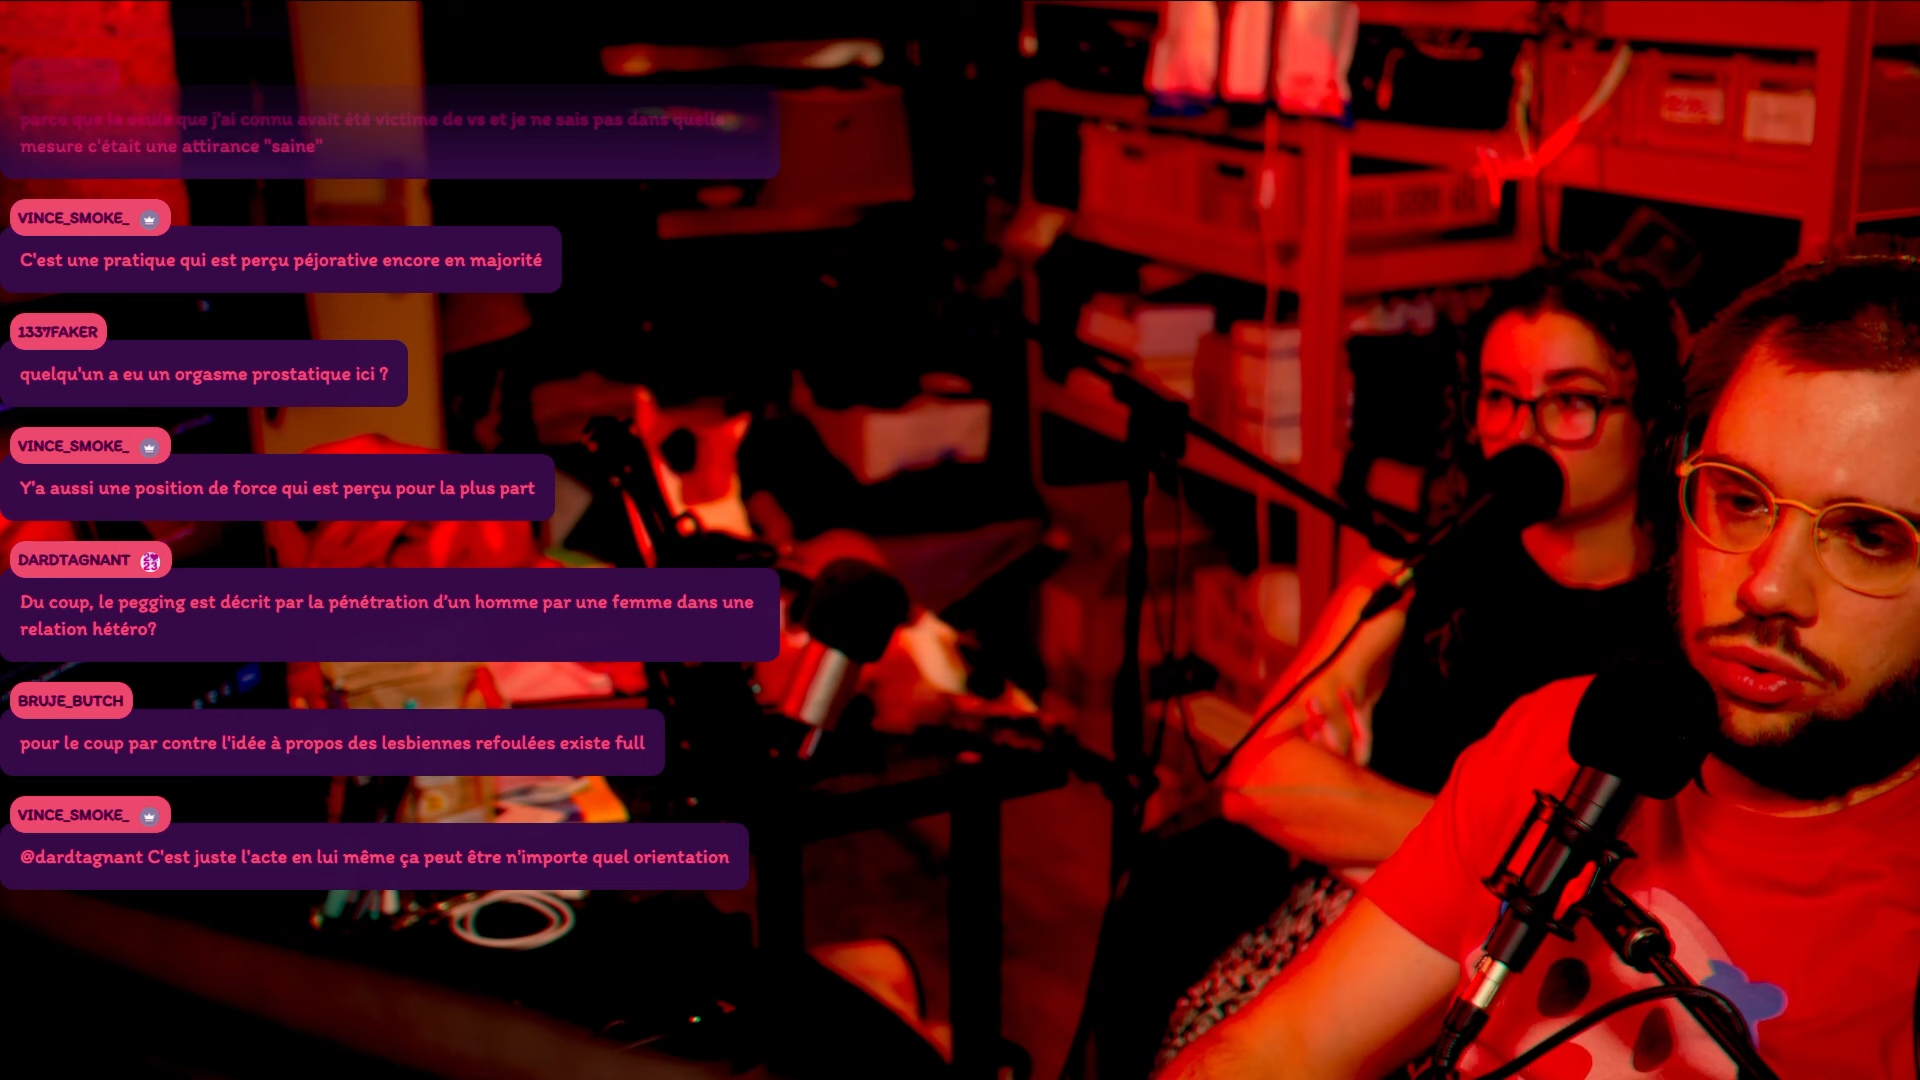 parce que la seule que j'ai connu avait été victime de vs et je ne sais pas dans quelle
mesure c'était une attirance "saine"
VINCE_SMOKE_
C'est une pratique qui est perçu péjorative encore en majorité
1337FAKER
quelqu'un a eu un orgasme prostatique ici ?
VINCE_SMOKE_
Y'a aussi une position de force qui est perçu pour la plus part
DARDTAGNANT
Du coup, le pegging est décrit par la pénétration d'un homme par une femme dans une
relation hétéro?
BRUJE_BUTCH
pour le coup par contre l'idée à propos des lesbiennes refoulées existe full
VINCE_SMOKE_
@dardtagnant C'est juste l'acte en lui même ça peut être n'importe quel orientation